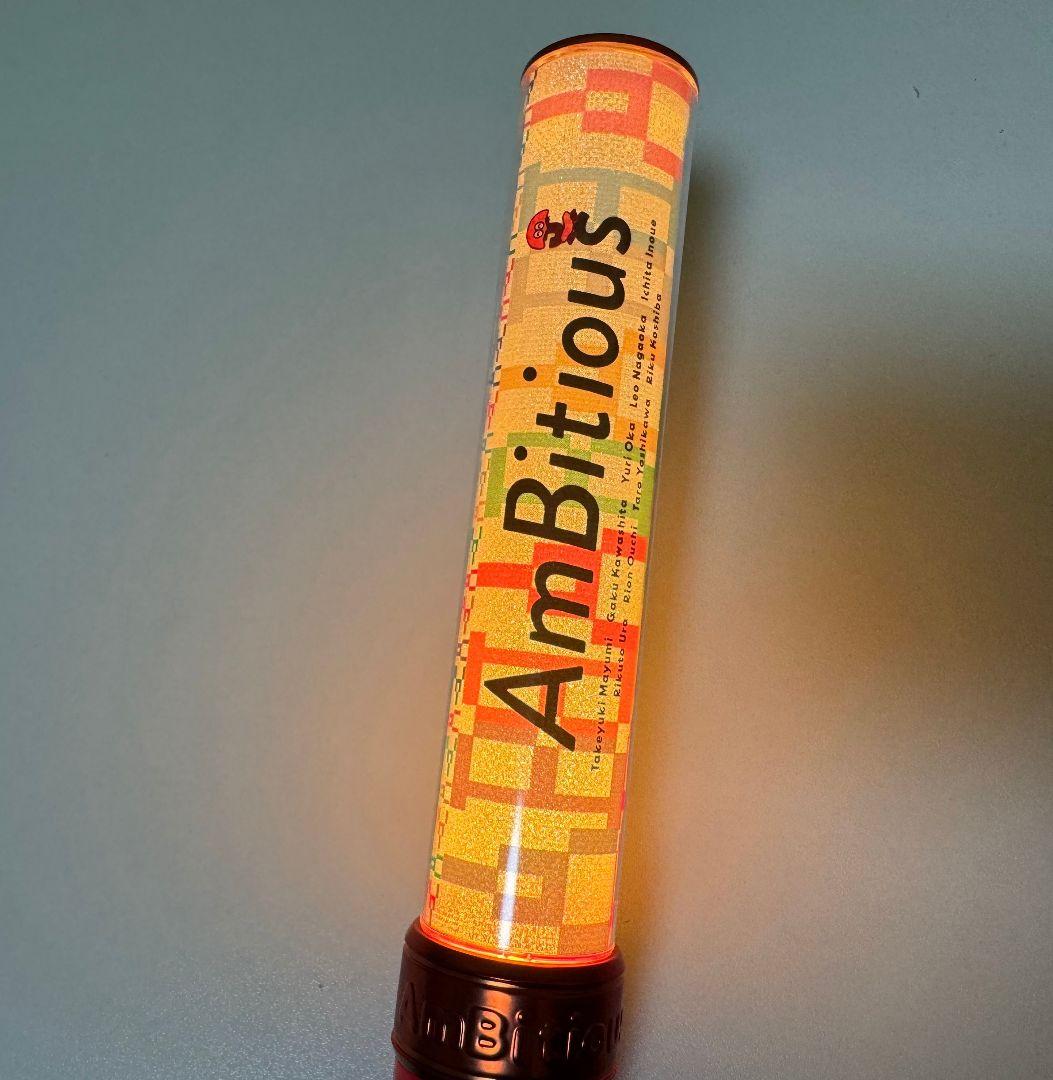 AmBitious
Takeyuki Mayumi Gaku Kawashita Yuri Oka Leo Nagaoka Ichita Inoue
Rikuto Ura Rion Ouchi Taro Yoshikawa Riku Koshiba
AmBitious